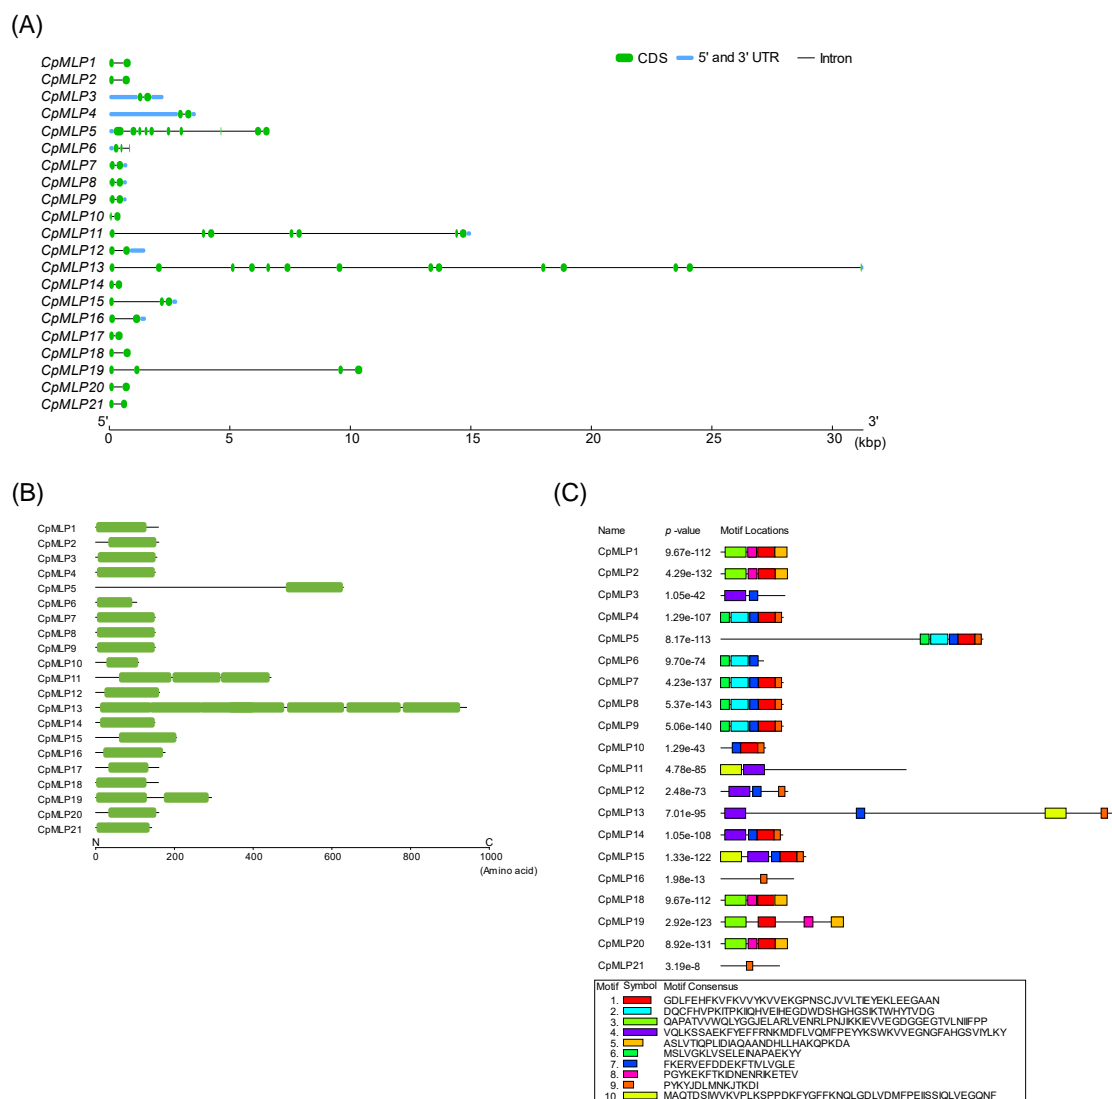 (A)
CDS 5' and 3' UTR Intron
CpMLP1
CpMLP2
CpMLP3
CpMLP4
CpMLP5
CpMLP6
CpMLP7
CpMLP8
CpMLP9
CpMLP10
CpMLP11
CpMLP12
CpMLP13
CpMLP14
CpMLP15
CpMLP16
CpMLP17
CpMLP18
CpMLP19
CpMLP20
CpMLP21
5' 3'
0 5 10 15 20 25 30 (kbp)
(B)
CpMLP1
CpMLP2
CpMLP3
CpMLP4
CpMLP5
CpMLP6
CpMLP7
CpMLP8
CpMLP9
CpMLP10
CpMLP11
CpMLP12
CpMLP13
CpMLP14
CpMLP15
CpMLP16
CpMLP17
CpMLP18
CpMLP19
CpMLP20
CpMLP21
N C
0 200 400 600 800 1000
(Amino acid)
(C)
Name p -value Motif Locations
CpMLP1 9.67e-112
CpMLP2 4.29e-132
CpMLP3 1.05e-42
CpMLP4 1.29e-107
CpMLP5 8.17e-113
CpMLP6 9.70e-74
CpMLP7 4.23e-137
CpMLP8 5.37e-143
CpMLP9 5.06e-140
CpMLP10 1.29e-43
CpMLP11 4.78e-85
CpMLP12 2.48e-73
CpMLP13 7.01e-95
CpMLP14 1.05e-108
CpMLP15 1.33e-122
CpMLP16 1.98e-13
CpMLP18 9.67e-112
CpMLP19 2.92e-123
CpMLP20 8.92e-131
CpMLP21 3.19e-8
Motif Symbol Motif Consensus
1. GDLFEHFKVFKVVYKVVEKGPNSCJVVLTIEYEKLEEGAAN
2. DQCFHVPKITPKIIQHVEIHEGDWDSHGHGSIKTWHYTVDG
3. QAPATVVWQLYGGJELARLVENRLPNJIKKIEVVEGDGGEGTVLNIIFPP
4. VQLKSSAEKFYEFFRNKMDFLVQMFPEYYKSWKVVEGNGFAHGSVIYLKY
5. ASLVTIQPLIDIAQAANDHLLHAKQPKDA
6. MSLVGKLVSELEINAPAEKYY
7. FKERVEFDDEKFTIVLVGLE
8. PGYKEKFTKIDNENRIKETEV
9. PYKYJDLMNKJTKDI
10. MAQTDSIWVKVPLKSPPDKFYGFFKNQLGDLVDMFPEIISSIQLVEGQNF